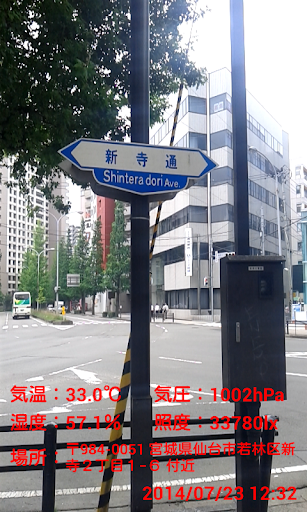 新寺通
Shintera dori Ave.
気温：33.0℃ 気圧：1002hPa
湿度：57.1% 照度：33780lx
場所：〒984-0051 宮城県仙台市若林区新
寺２丁目１−６ 付近
2014/07/23 12:32